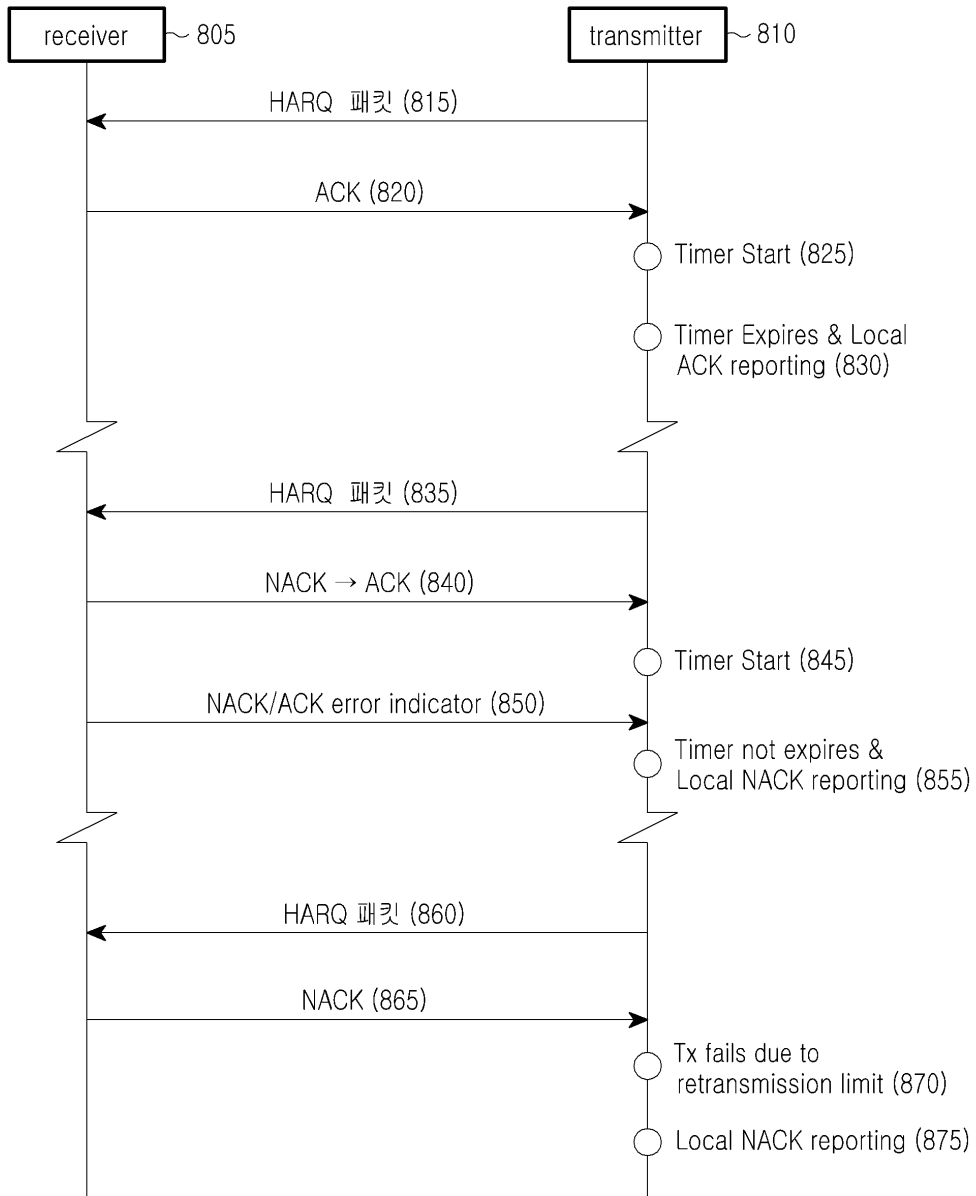 receiver ~ 805
transmitter ~ 810
HARQ 패킷 (815)
ACK (820)
Timer Start (825)
Timer Expires & Local
ACK reporting (830)
HARQ 패킷 (835)
NACK → ACK (840)
Timer Start (845)
NACK/ACK error indicator (850)
Timer not expires &
Local NACK reporting (855)
HARQ 패킷 (860)
NACK (865)
Tx fails due to
retransmission limit (870)
Local NACK reporting (875)